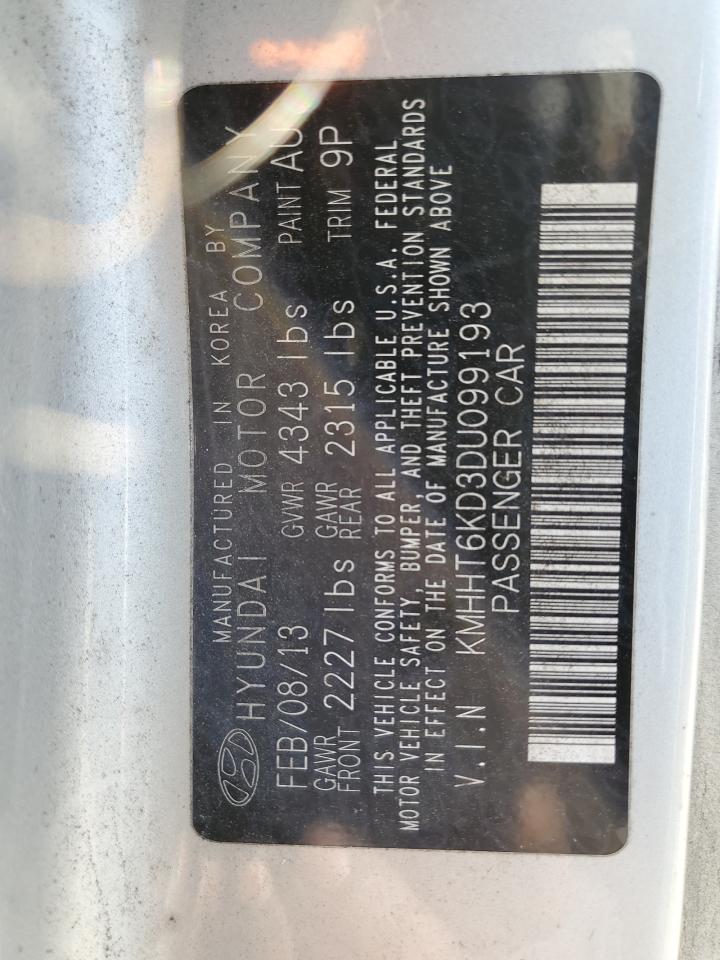 MANUFACTURED IN KOREA BY
HYUNDAI MOTOR COMPANY
FEB/08/13 GVWR 4343 lbs PAINT AU
GAWR FRONT 2227 lbs GAWR REAR 2315 lbs TRIM 9P
THIS VEHICLE CONFORMS TO ALL APPLICABLE U.S.A. FEDERAL
MOTOR VEHICLE SAFETY, BUMPER, AND THEFT PREVENTION STANDARDS
IN EFFECT ON THE DATE OF MANUFACTURE SHOWN ABOVE
V.I.N KMHHT6KD3DU099193
PASSENGER CAR